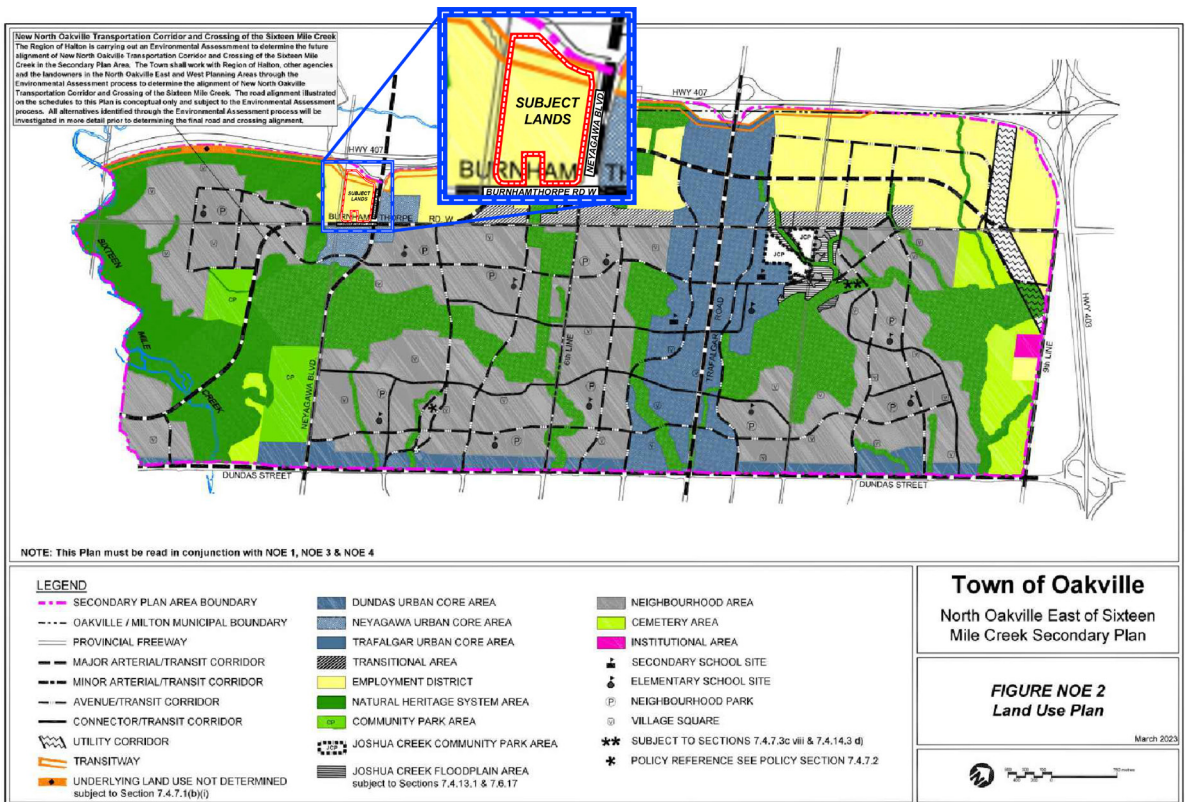 New North Oakville Transportation Corridor and Crossing of the Sixteen Mile Creek
The Region of Halton is carrying out an Environmental Assessment to determine the future
alignment of New North Oakville Transportation Corridor and Crossing of the Sixteen Mile
Creek in the Secondary Plan Area. The Town shall work with Region of Halton, other agencies
and the landowners in the North Oakville East and West Planning Areas through the
Environmental Assessment process to determine the alignment of New North Oakville
Transportation Corridor and Crossing of the Sixteen Mile Creek. The road alignment illustrated
on the schedules to this Plan is conceptual only and subject to the Environmental Assessment
process. All alternatives identified through the Environmental Assessment process will be
investigated in more detail prior to determining the final road and crossing alignment.
SUBJECT
LANDS
NEYAGAWA BLVD
BURNHAMTH
BURNHAMTHORPE RD W
HWY 407
HWY 407
HWY 407
SUBJECT
LANDS
BURNHAMTHORPE RD. W
SIXTEEN
MILE
CREEK
NEYAGAWA BLVD
6th LINE
TRAFALGAR ROAD
JCP
JCP
CP
CP
HWY 403
9th LINE
DUNDAS STREET
DUNDAS STREET
NOTE: This Plan must be read in conjunction with NOE 1, NOE 3 & NOE 4
LEGEND
SECONDARY PLAN AREA BOUNDARY
OAKVILLE / MILTON MUNICIPAL BOUNDARY
PROVINCIAL FREEWAY
MAJOR ARTERIAL/TRANSIT CORRIDOR
MINOR ARTERIAL/TRANSIT CORRIDOR
AVENUE/TRANSIT CORRIDOR
CONNECTOR/TRANSIT CORRIDOR
UTILITY CORRIDOR
TRANSITWAY
UNDERLYING LAND USE NOT DETERMINED
subject to Section 7.4.7.1(b)(i)
DUNDAS URBAN CORE AREA
NEYAGAWA URBAN CORE AREA
TRAFALGAR URBAN CORE AREA
TRANSITIONAL AREA
EMPLOYMENT DISTRICT
NATURAL HERITAGE SYSTEM AREA
CP COMMUNITY PARK AREA
JCP JOSHUA CREEK COMMUNITY PARK AREA
JOSHUA CREEK FLOODPLAIN AREA
subject to Sections 7.4.13.1 & 7.6.17
NEIGHBOURHOOD AREA
CEMETERY AREA
INSTITUTIONAL AREA
SECONDARY SCHOOL SITE
ELEMENTARY SCHOOL SITE
P NEIGHBOURHOOD PARK
V VILLAGE SQUARE
** SUBJECT TO SECTIONS 7.4.7.3c viii & 7.4.14.3 d)
* POLICY REFERENCE SEE POLICY SECTION 7.4.7.2
Town of Oakville
North Oakville East of Sixteen
Mile Creek Secondary Plan
FIGURE NOE 2
Land Use Plan
March 2023